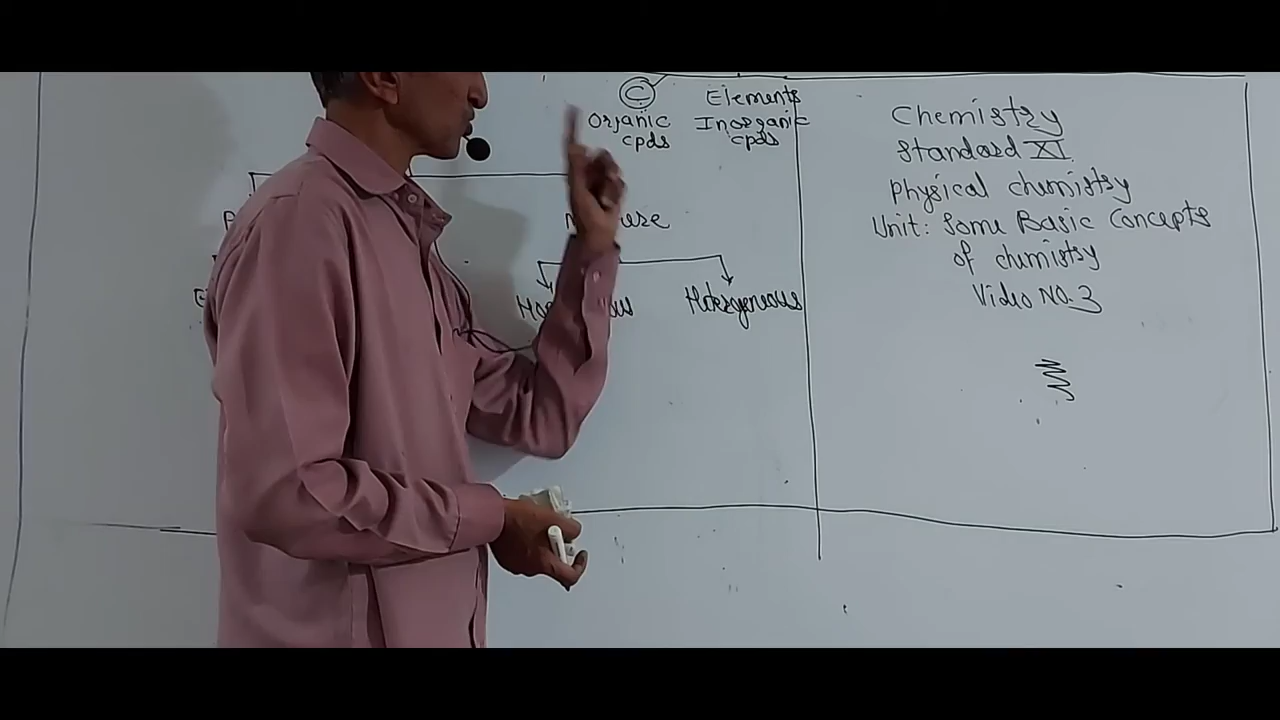 C
Elements
Organic
Inorganic
cpds
cpds
Heterogeneous
Chemistry
Standard XI.
Physical chemistry
Unit: Some Basic Concepts
of chemistry
Video NO. 3